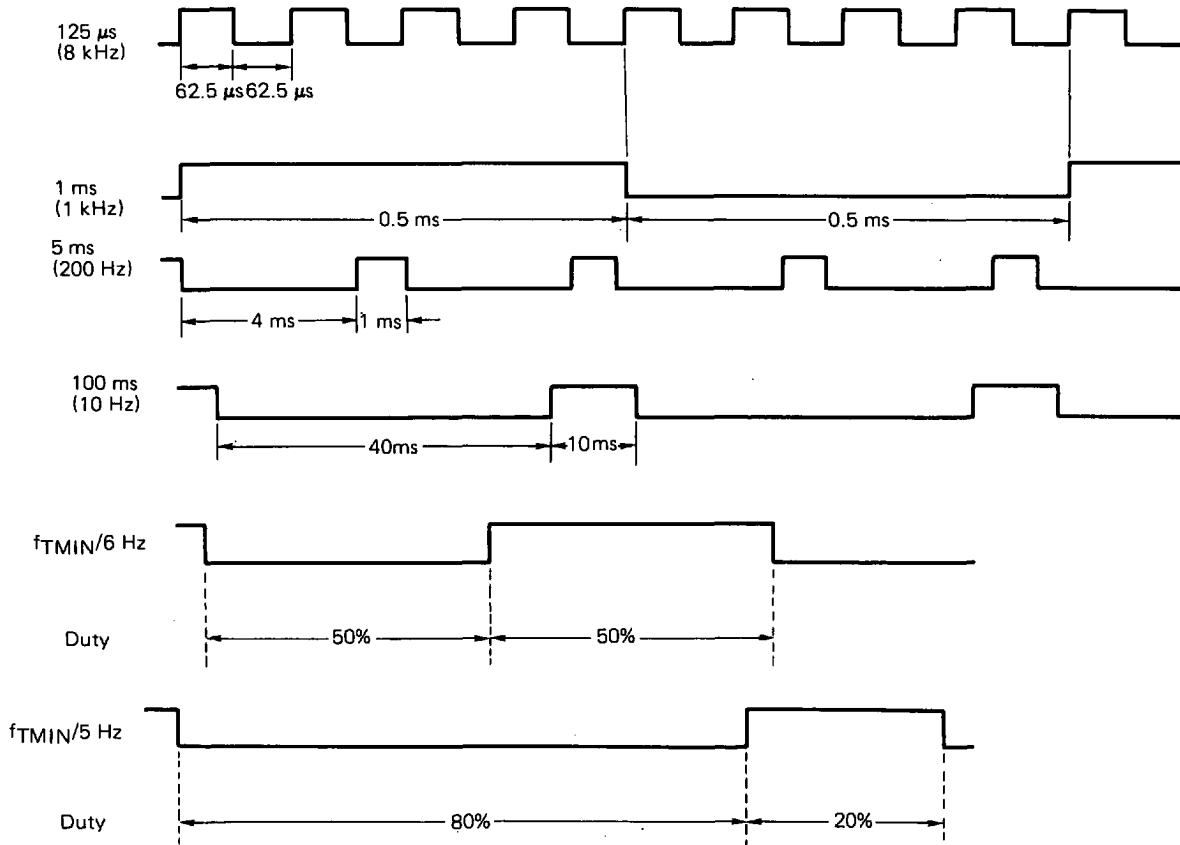 125 μs
(8 kHz)
62.5 μs 62.5 μs
1 ms
(1 kHz)
0.5 ms 0.5 ms
5 ms
(200 Hz)
4 ms 1 ms
100 ms
(10 Hz)
40ms 10ms
fTMIN/6 Hz
Duty 50% 50%
fTMIN/5 Hz
Duty 80% 20%